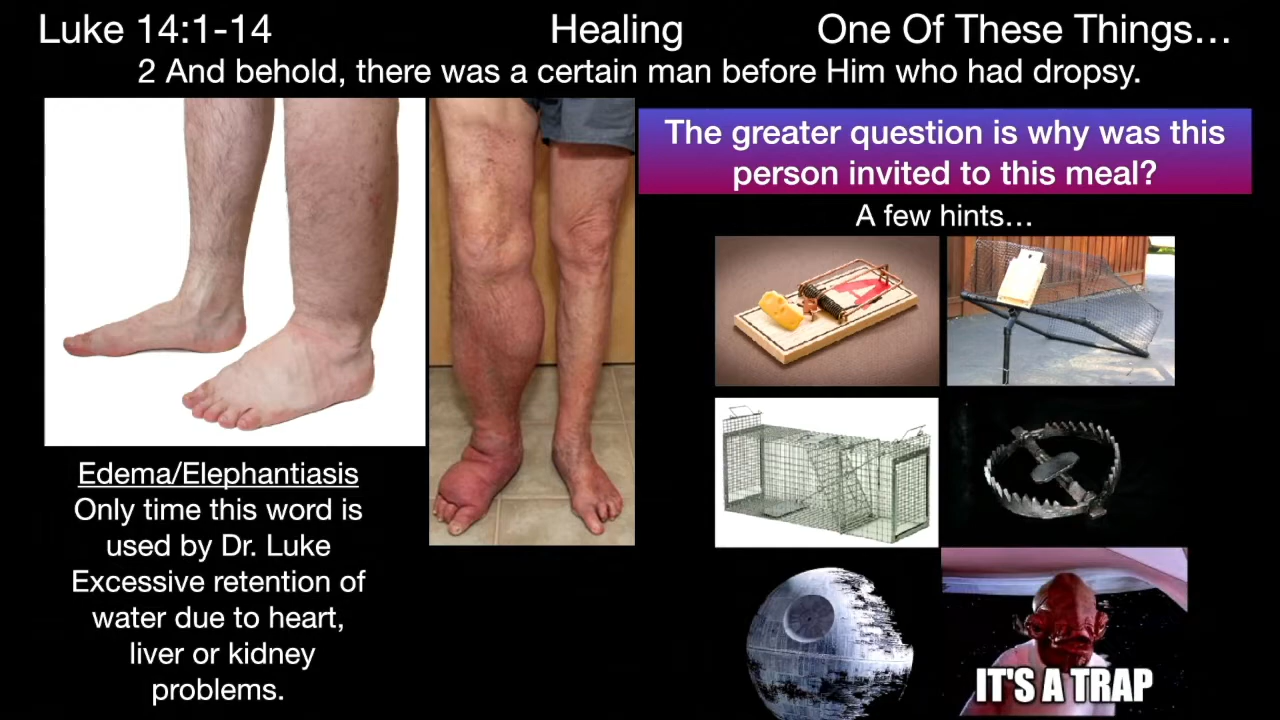 Luke 14:1-14
Healing
One Of These Things…
2 And behold, there was a certain man before Him who had dropsy.
The greater question is why was this
person invited to this meal?
A few hints…
Edema/Elephantiasis
Only time this word is
used by Dr. Luke
Excessive retention of
water due to heart,
liver or kidney
problems.
IT'S A TRAP